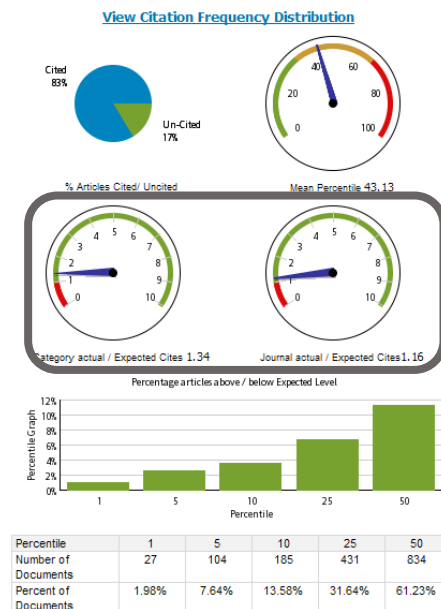 View Citation Frequency Distribution
Cited
83%
Un-Cited
17%
% Articles Cited/ Uncited
0
20
40
60
80
100
Mean Percentile 43.13
0
1
2
3
4
5
6
7
8
9
10
Category actual / Expected Cites 1.34
0
1
2
3
4
5
6
7
8
9
10
Journal actual / Expected Cites 1.16
Percentage articles above / below Expected Level
Percentile Graph
12%
10%
8%
6%
4%
2%
0%
1 5 10 25 50
Percentile
Percentile 1 5 10 25 50
Number of Documents 27 104 185 431 834
Percent of Documents 1.98% 7.64% 13.58% 31.64% 61.23%